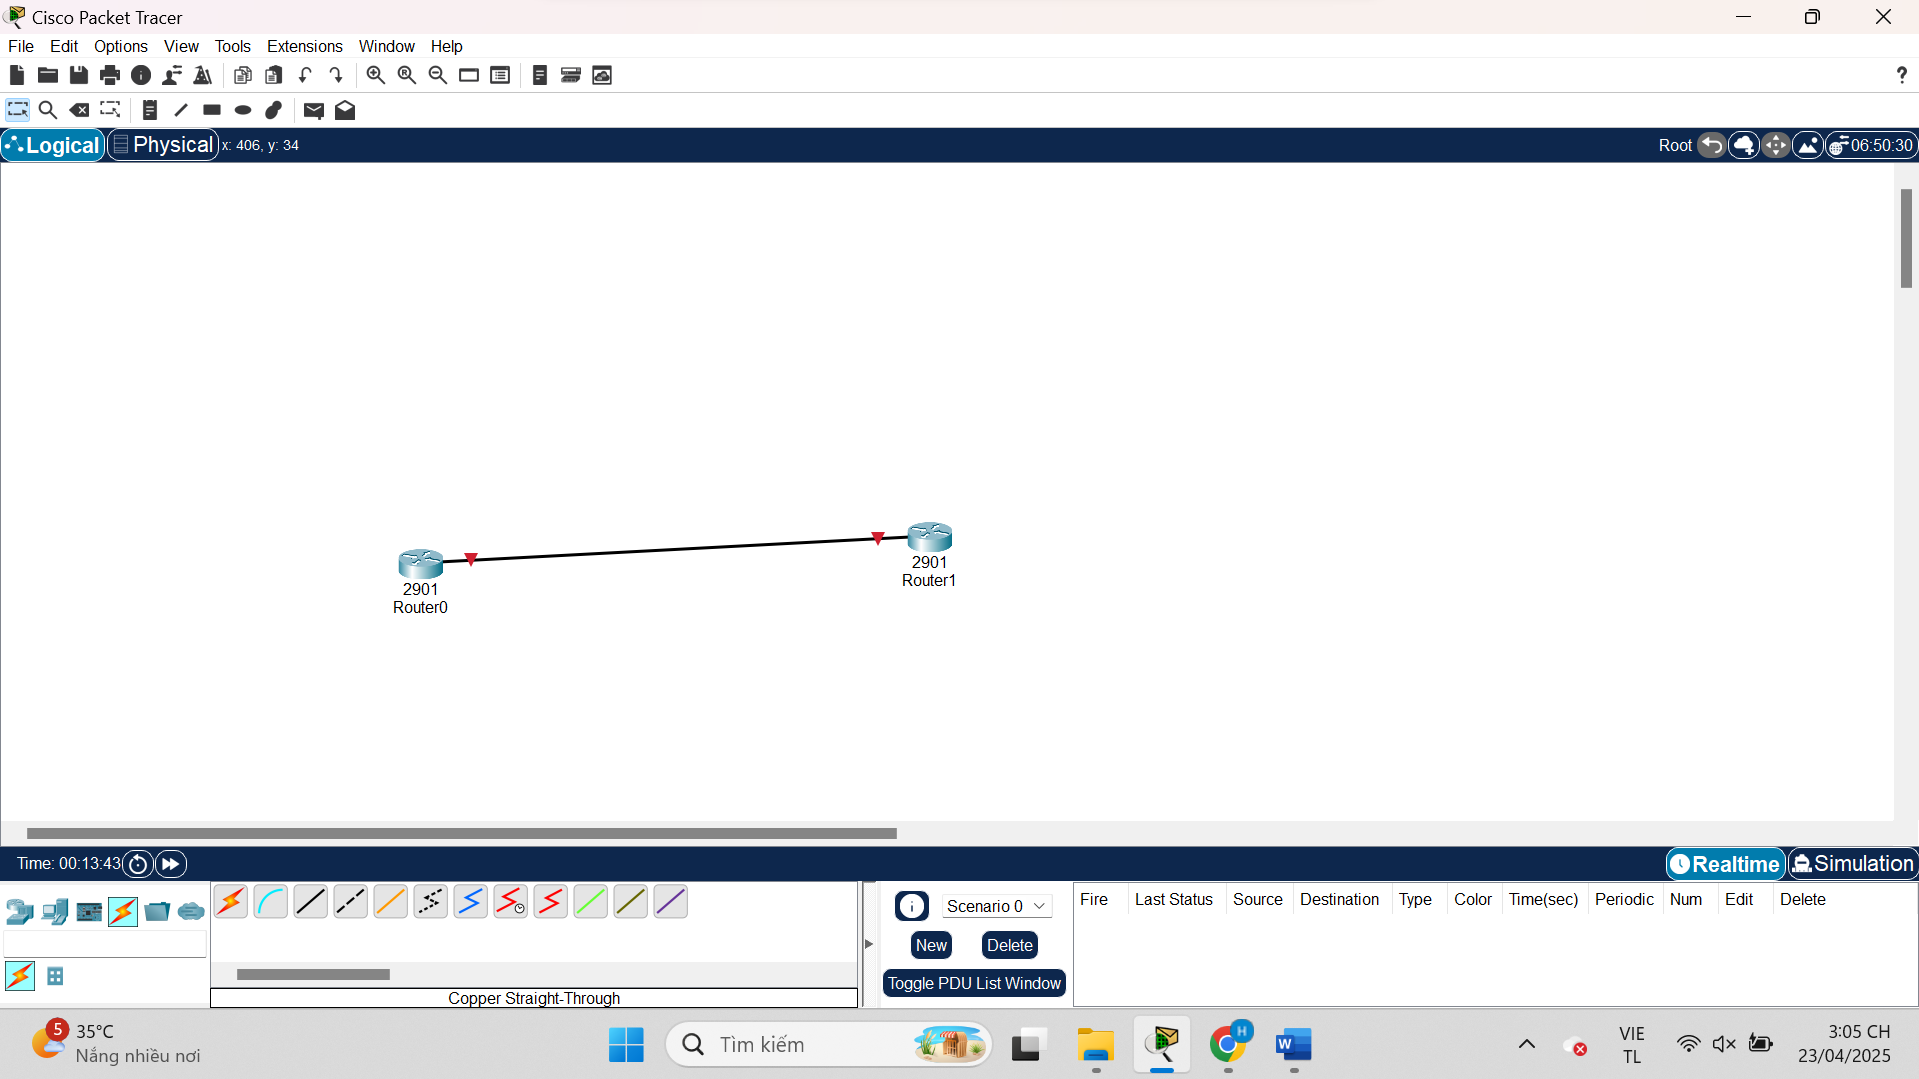 Cisco Packet Tracer
File Edit Options View Tools Extensions Window Help
?
Logical Physical x: 406, y: 34 Root 06:50:30
2901
Router1
2901
Router0
Time: 00:13:43 Realtime Simulation
Scenario 0
New Delete
Toggle PDU List Window
Fire Last Status Source Destination Type Color Time(sec) Periodic Num Edit Delete
Copper Straight-Through
5
35°C
Nắng nhiều nơi
Tìm kiếm
H
W
VIE
TL
3:05 CH
23/04/2025